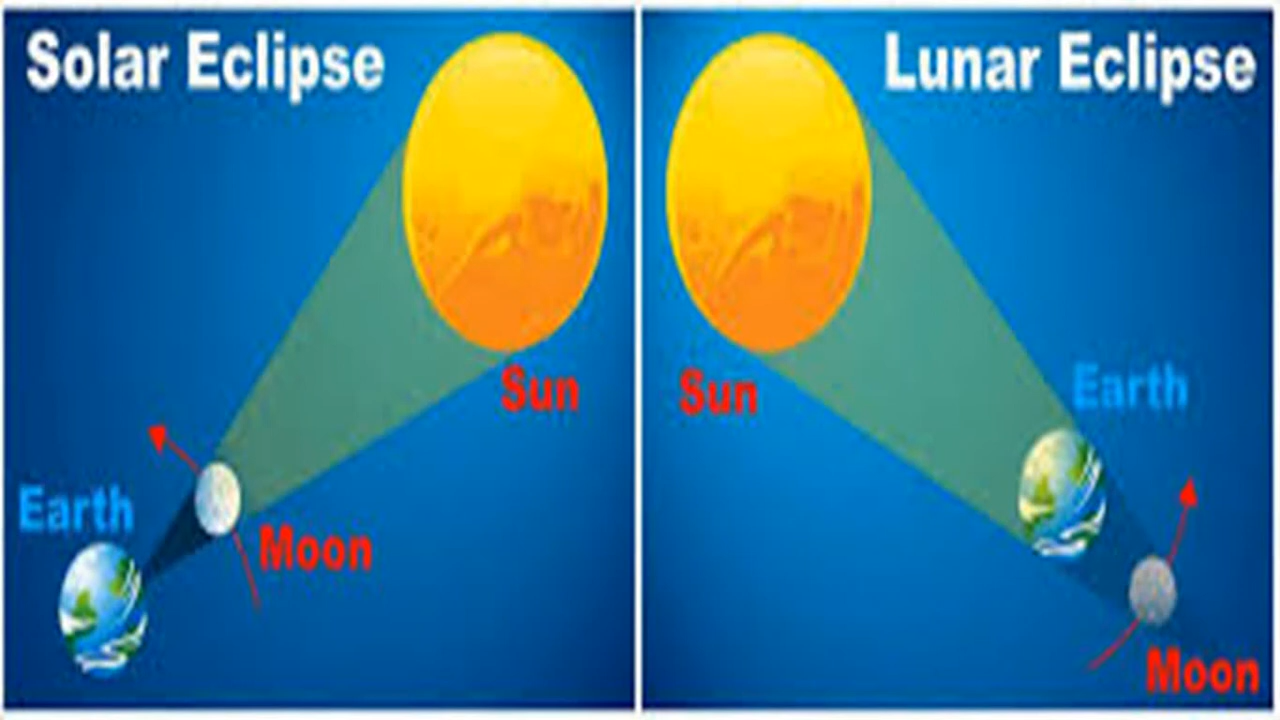 Solar Eclipse
Sun
Earth
Moon
Lunar Eclipse
Sun
Earth
Moon